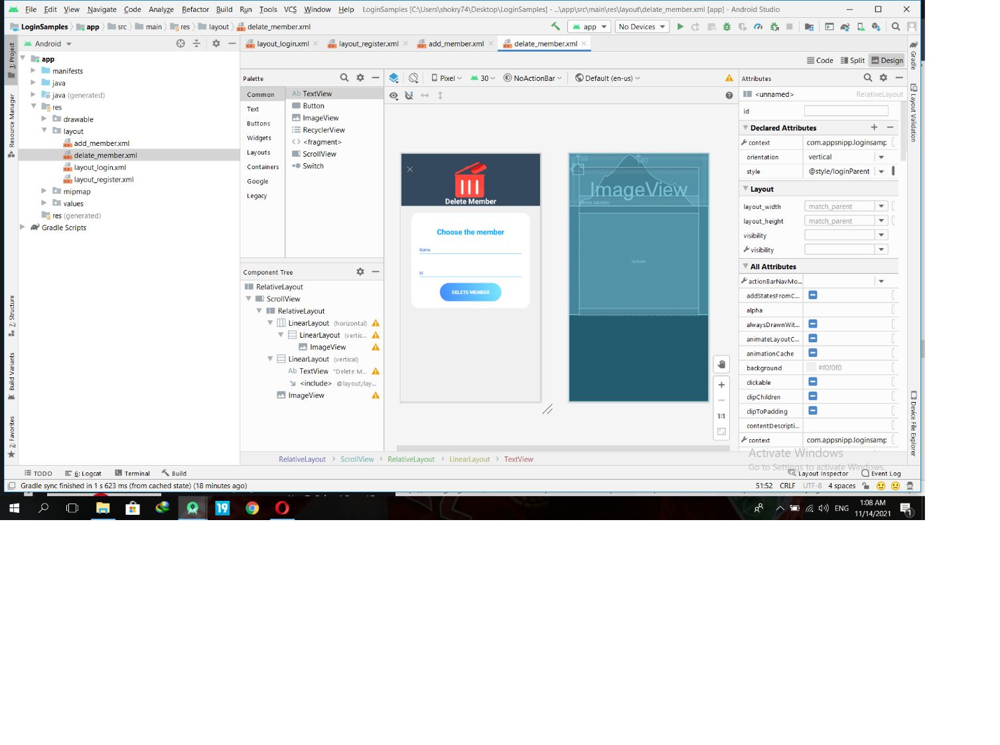 File Edit View Navigate Code Analyze Refactor Build Run Tools VCS Window Help LoginSamples [C:\Users\shokry74\Desktop\LoginSamples] - ...\app\src\main\res\layout\delate_member.xml [app] - Android Studio
LoginSamples app src main res layout delate_member.xml
app No Devices
Android
layout_login.xml layout_register.xml add_member.xml delate_member.xml
Code Split Design
1: Project
Resource Manager
7: Structure
Build Variants
2: Favorites
app
manifests
java
java (generated)
res
drawable
layout
add_member.xml
delate_member.xml
layout_login.xml
layout_register.xml
mipmap
values
res (generated)
Gradle Scripts
Palette
Common
Text
Buttons
Widgets
Layouts
Containers
Google
Legacy
Ab TextView
Button
ImageView
RecyclerView
<fragment>
ScrollView
Switch
Component Tree
RelativeLayout
ScrollView
RelativeLayout
LinearLayout (horizontal)
LinearLayout (vertic...
ImageView
LinearLayout (vertical)
Ab TextView "Delete M...
<include> @layout/lay...
ImageView
Pixel 30 NoActionBar Default (en-us)
Delete Member
Choose the member
Name
Id
DELETE MEMBER
ImageView
Delete Member
include
1:1
RelativeLayout ScrollView RelativeLayout LinearLayout TextView
Attributes
<unnamed> RelativeLayout
id
Declared Attributes
context com.appsnipp.loginsamp
orientation vertical
style @style/loginParent
Layout
layout_width match_parent
layout_height match_parent
visibility
visibility
All Attributes
actionBarNavMo...
addStatesFromC...
alpha
alwaysDrawnWit...
animateLayoutC...
animationCache
background #f0f0f0
clickable
clipChildren
clipToPadding
contentDescripti...
context com.appsnipp.loginsamp
Activate Windows
Go to Settings to activate Windows.
Gradle
Layout Validation
Device File Explorer
TODO 6: Logcat Terminal Build Layout Inspector Event Log
Gradle sync finished in 1 s 623 ms (from cached state) (18 minutes ago) 51:52 CRLF UTF-8 4 spaces
19
ENG
1:08 AM
11/14/2021
1